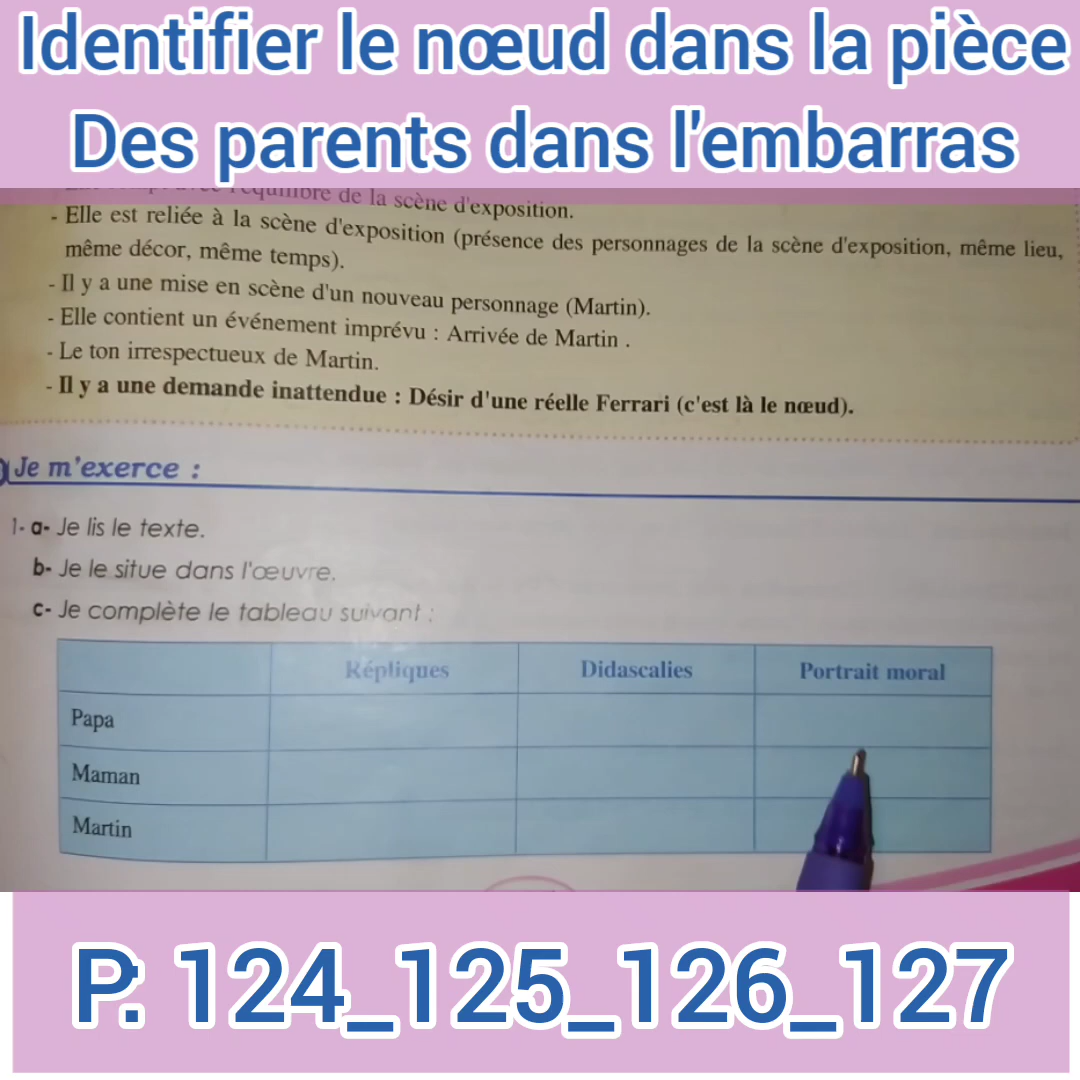 Identifier le nœud dans la pièce
Des parents dans l'embarras
l'équilibre de la scène d'exposition.
- Elle est reliée à la scène d'exposition (présence des personnages de la scène d'exposition, même lieu,
même décor, même temps).
- Il y a une mise en scène d'un nouveau personnage (Martin).
- Elle contient un événement imprévu : Arrivée de Martin .
- Le ton irrespectueux de Martin.
- Il y a une demande inattendue : Désir d'une réelle Ferrari (c'est là le nœud).
Je m'exerce :
1- a- Je lis le texte.
b- Je le situe dans l'œuvre.
c- Je complète le tableau suivant :
Répliques Didascalies Portrait moral
Papa
Maman
Martin
P. 124_125_126_127